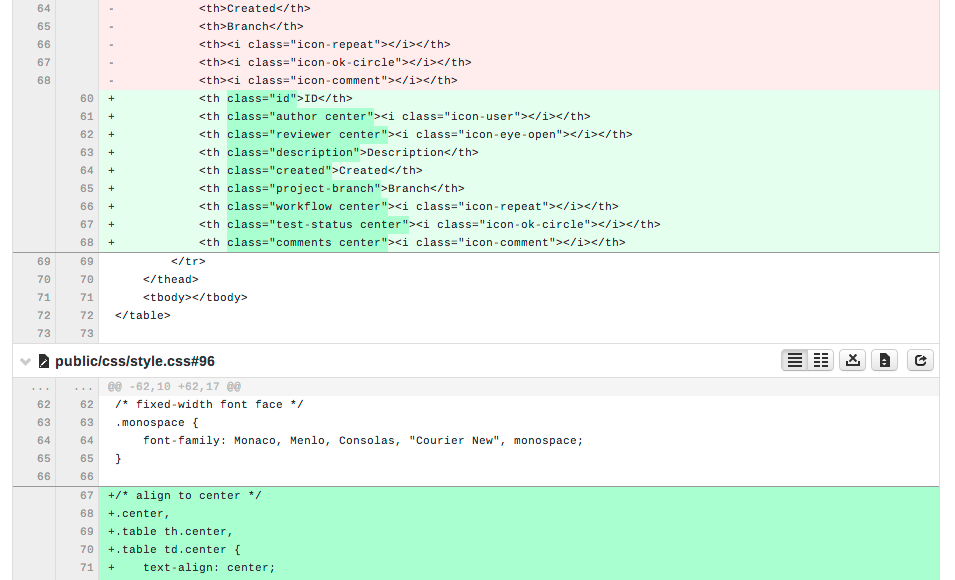 64 - <th>Created</th>
65 - <th>Branch</th>
66 - <th><i class="icon-repeat"></i></th>
67 - <th><i class="icon-ok-circle"></i></th>
68 - <th><i class="icon-comment"></i></th>
60 + <th class="id">ID</th>
61 + <th class="author center"><i class="icon-user"></i></th>
62 + <th class="reviewer center"><i class="icon-eye-open"></i></th>
63 + <th class="description">Description</th>
64 + <th class="created">Created</th>
65 + <th class="project-branch">Branch</th>
66 + <th class="workflow center"><i class="icon-repeat"></i></th>
67 + <th class="test-status center"><i class="icon-ok-circle"></i></th>
68 + <th class="comments center"><i class="icon-comment"></i></th>
69 69 </tr>
70 70 </thead>
71 71 <tbody></tbody>
72 72 </table>
73 73
public/css/style.css#96
... ... @@ -62,10 +62,17 @@
62 62 /* fixed-width font face */
63 63 .monospace {
64 64 font-family: Monaco, Menlo, Consolas, "Courier New", monospace;
65 65 }
66 66
67 +/* align to center */
68 +.center,
69 +.table th.center,
70 +.table td.center {
71 + text-align: center;